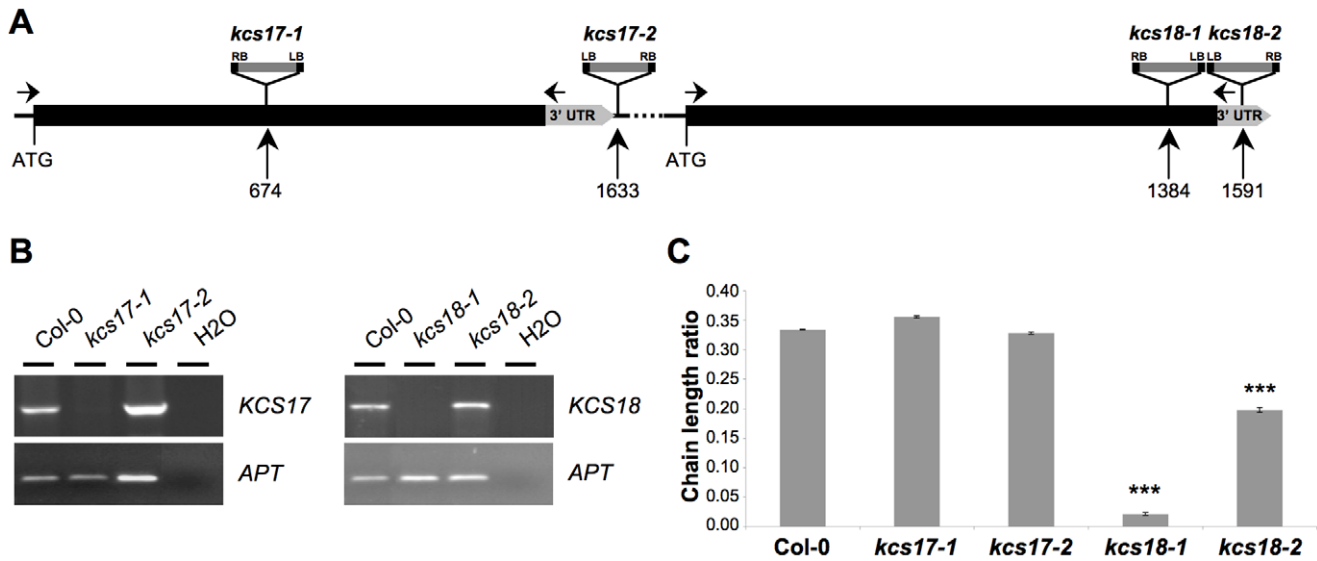 A
kcs17-1
kcs17-2
kcs18-1 kcs18-2
RB LB
LB RB
RB LB LB RB
3' UTR
3' UTR
ATG
ATG
674
1633
1384
1591
B
Col-0
kcs17-1
kcs17-2
H2O
KCS17
APT
Col-0
kcs18-1
kcs18-2
H2O
KCS18
APT
C
Chain length ratio
0.40
0.35
0.30
0.25
0.20
0.15
0.10
0.05
0.00
***
***
Col-0 kcs17-1 kcs17-2 kcs18-1 kcs18-2